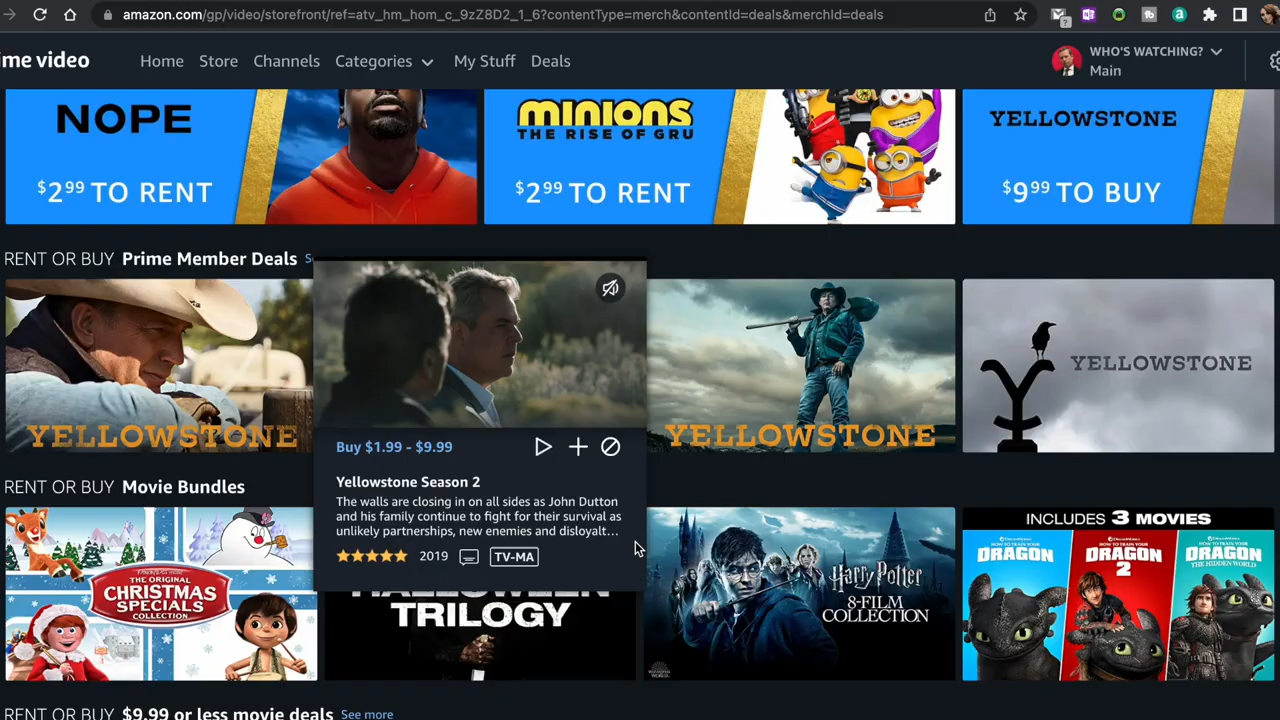 amazon.com/gp/video/storefront/ref=atv_hm_hom_c_9zZ8D2_1_6?contentType=merch&contentId=deals&merchId=deals
ime video
Home
Store
Channels
Categories
My Stuff
Deals
WHO'S WATCHING?
Main
NOPE
$2.99 TO RENT
MINIONS
THE RISE OF GRU
$2.99 TO RENT
YELLOWSTONE
$9.99 TO BUY
RENT OR BUY Prime Member Deals
YELLOWSTONE
Buy $1.99 - $9.99
Yellowstone Season 2
The walls are closing in on all sides as John Dutton
and his family continue to fight for their survival as
unlikely partnerships, new enemies and disloyalt...
2019
TV-MA
YELLOWSTONE
YELLOWSTONE
RENT OR BUY Movie Bundles
THE ORIGINAL
CHRISTMAS
SPECIALS
COLLECTION
HALLOWEEN
TRILOGY
Harry Potter
8-FILM
COLLECTION
INCLUDES 3 MOVIES
HOW TO TRAIN YOUR
DRAGON
HOW TO TRAIN YOUR
DRAGON
2
HOW TO TRAIN YOUR
DRAGON
THE HIDDEN WORLD
RENT OR BUY $9.99 or less movie deals See more